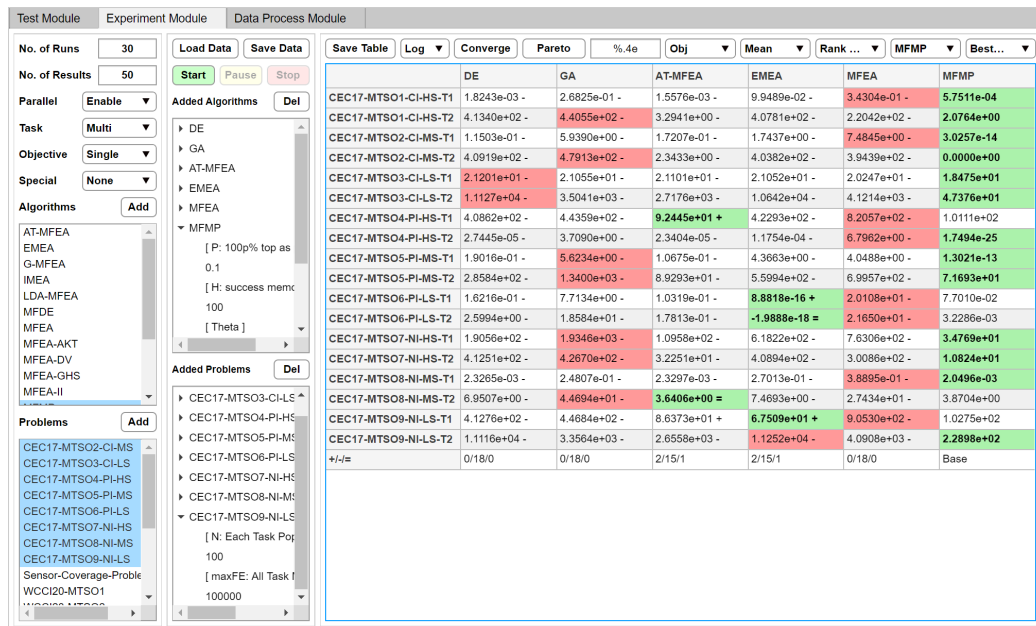 Test Module Experiment Module Data Process Module
No. of Runs 30
No. of Results 50
Parallel Enable ▼
Task Multi ▼
Objective Single ▼
Special None ▼
Algorithms Add
AT-MFEA
EMEA
G-MFEA
IMEA
LDA-MFEA
MFDE
MFEA
MFEA-AKT
MFEA-DV
MFEA-GHS
MFEA-II
Problems Add
CEC17-MTSO2-CI-MS
CEC17-MTSO3-CI-LS
CEC17-MTSO4-PI-HS
CEC17-MTSO5-PI-MS
CEC17-MTSO6-PI-LS
CEC17-MTSO7-NI-HS
CEC17-MTSO8-NI-MS
CEC17-MTSO9-NI-LS
Sensor-Coverage-Proble
WCCI20-MTSO1
Load Data Save Data
Start Pause Stop
Added Algorithms Del
DE
GA
AT-MFEA
EMEA
MFEA
MFMP
[ P: 100p% top as
0.1
[ H: success memo
100
[ Theta ]
Added Problems Del
CEC17-MTSO3-CI-LS
CEC17-MTSO4-PI-HS
CEC17-MTSO5-PI-MS
CEC17-MTSO6-PI-LS
CEC17-MTSO7-NI-HS
CEC17-MTSO8-NI-MS
CEC17-MTSO9-NI-LS
[ N: Each Task Pop
100
[ maxFE: All Task M
100000
Save Table Log ▼ Converge Pareto %.4e Obj ▼ Mean ▼ Rank ... ▼ MFMP ▼ Best... ▼
DE GA AT-MFEA EMEA MFEA MFMP
CEC17-MTSO1-CI-HS-T1 1.8243e-03 - 2.6825e-01 - 1.5576e-03 - 9.9489e-02 - 3.4304e-01 - 5.7511e-04
CEC17-MTSO1-CI-HS-T2 4.1340e+02 - 4.4055e+02 - 3.2941e+00 - 4.0781e+02 - 2.2042e+02 - 2.0764e+00
CEC17-MTSO2-CI-MS-T1 1.1503e-01 - 5.9390e+00 - 1.7207e-01 - 1.7437e+00 - 7.4845e+00 - 3.0257e-14
CEC17-MTSO2-CI-MS-T2 4.0919e+02 - 4.7913e+02 - 2.3433e+00 - 4.0382e+02 - 3.9439e+02 - 0.0000e+00
CEC17-MTSO3-CI-LS-T1 2.1201e+01 - 2.1055e+01 - 2.1101e+01 - 2.1052e+01 - 2.0247e+01 - 1.8475e+01
CEC17-MTSO3-CI-LS-T2 1.1127e+04 - 3.5041e+03 - 2.7176e+03 - 1.0642e+04 - 4.1214e+03 - 4.7376e+01
CEC17-MTSO4-PI-HS-T1 4.0862e+02 - 4.4359e+02 - 9.2445e+01 + 4.2293e+02 - 8.2057e+02 - 1.0111e+02
CEC17-MTSO4-PI-HS-T2 2.7445e-05 - 3.7090e+00 - 2.3404e-05 - 1.1754e-04 - 6.7962e+00 - 1.7494e-25
CEC17-MTSO5-PI-MS-T1 1.9016e-01 - 5.6234e+00 - 1.0675e-01 - 4.3663e+00 - 4.0488e+00 - 1.3021e-13
CEC17-MTSO5-PI-MS-T2 2.8584e+02 - 1.3400e+03 - 8.9293e+01 - 5.5994e+02 - 6.9957e+02 - 7.1693e+01
CEC17-MTSO6-PI-LS-T1 1.6216e-01 - 7.7134e+00 - 1.0319e-01 - 8.8818e-16 + 2.0108e+01 - 7.7010e-02
CEC17-MTSO6-PI-LS-T2 2.5994e+00 - 1.8584e+01 - 1.7813e-01 - -1.9888e-18 = 2.1650e+01 - 3.2286e-03
CEC17-MTSO7-NI-HS-T1 1.9056e+02 - 1.9346e+03 - 1.0958e+02 - 6.1822e+02 - 7.6306e+02 - 3.4769e+01
CEC17-MTSO7-NI-HS-T2 4.1251e+02 - 4.2670e+02 - 3.2251e+01 - 4.0894e+02 - 3.0086e+02 - 1.0824e+01
CEC17-MTSO8-NI-MS-T1 2.3265e-03 - 2.4807e-01 - 2.3297e-03 - 2.7013e-01 - 3.8895e-01 - 2.0496e-03
CEC17-MTSO8-NI-MS-T2 6.9507e+00 - 4.4694e+01 - 3.6406e+00 = 7.4693e+00 - 2.7434e+01 - 3.8704e+00
CEC17-MTSO9-NI-LS-T1 4.1276e+02 - 4.4684e+02 - 8.6373e+01 + 6.7509e+01 + 9.0530e+02 - 1.0275e+02
CEC17-MTSO9-NI-LS-T2 1.1116e+04 - 3.3564e+03 - 2.6558e+03 - 1.1252e+04 - 4.0908e+03 - 2.2898e+02
+/-/= 0/18/0 0/18/0 2/15/1 2/15/1 0/18/0 Base